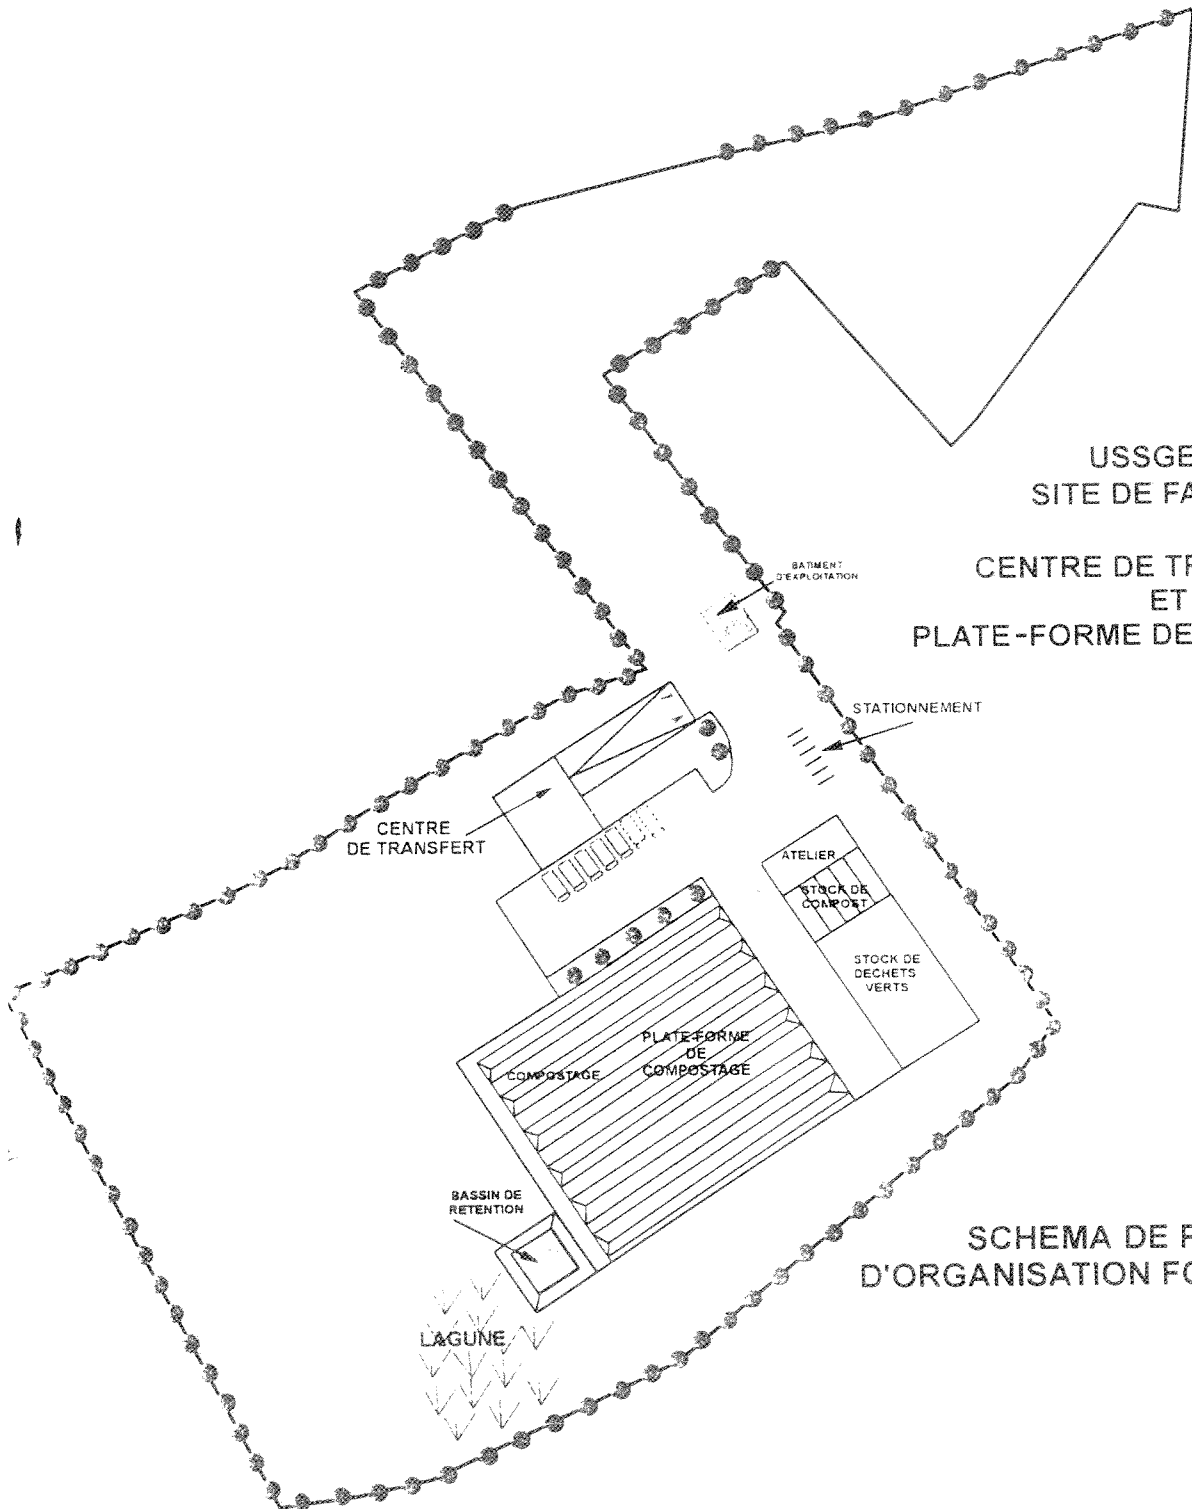 USSGE
SITE DE FA
CENTRE DE TR
ET
PLATE-FORME DE
BATIMENT
D'EXPLOITATION
STATIONNEMENT
CENTRE
DE TRANSFERT
ATELIER
STOCK DE
COMPOST
STOCK DE
DECHETS
VERTS
PLATE-FORME
DE
COMPOSTAGE
COMPOSTAGE
BASSIN DE
RETENTION
LAGUNE
SCHEMA DE P
D'ORGANISATION FO